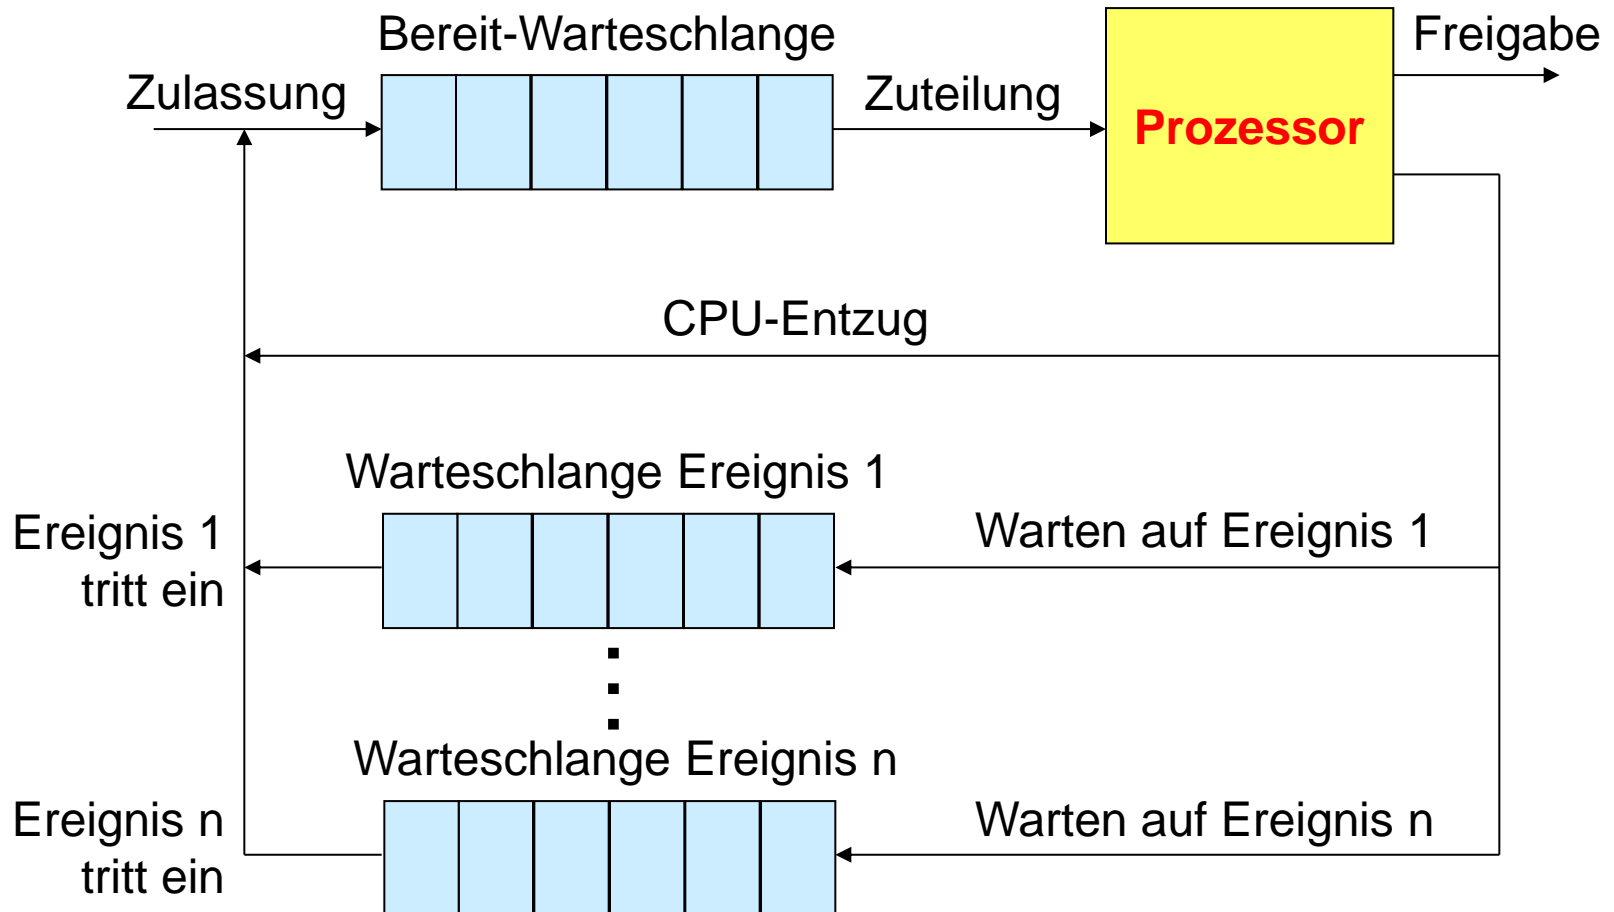 Bereit-Warteschlange
Freigabe
Zulassung
Zuteilung
Prozessor
CPU-Entzug
Warteschlange Ereignis 1
Ereignis 1
tritt ein
Warten auf Ereignis 1
Warteschlange Ereignis n
Ereignis n
tritt ein
Warten auf Ereignis n